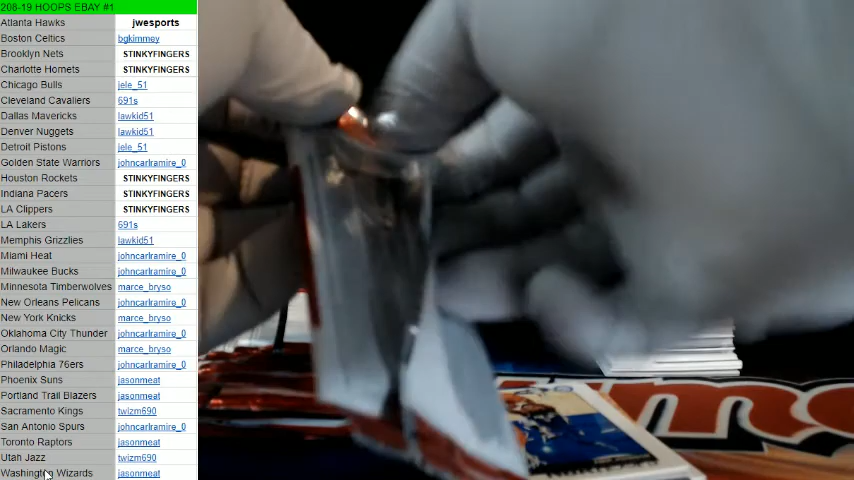 208-19 HOOPS EBAY #1
Atlanta Hawks jwesports
Boston Celtics bgkimmey
Brooklyn Nets STINKYFINGERS
Charlotte Hornets STINKYFINGERS
Chicago Bulls jele_51
Cleveland Cavaliers 691s
Dallas Mavericks lawkid51
Denver Nuggets lawkid51
Detroit Pistons jele_51
Golden State Warriors johncarlramire_0
Houston Rockets STINKYFINGERS
Indiana Pacers STINKYFINGERS
LA Clippers STINKYFINGERS
LA Lakers 691s
Memphis Grizzlies lawkid51
Miami Heat johncarlramire_0
Milwaukee Bucks johncarlramire_0
Minnesota Timberwolves marce_bryso
New Orleans Pelicans johncarlramire_0
New York Knicks marce_bryso
Oklahoma City Thunder johncarlramire_0
Orlando Magic marce_bryso
Philadelphia 76ers johncarlramire_0
Phoenix Suns jasonmeat
Portland Trail Blazers jasonmeat
Sacramento Kings twizm690
San Antonio Spurs johncarlramire_0
Toronto Raptors jasonmeat
Utah Jazz twizm690
Washington Wizards jasonmeat